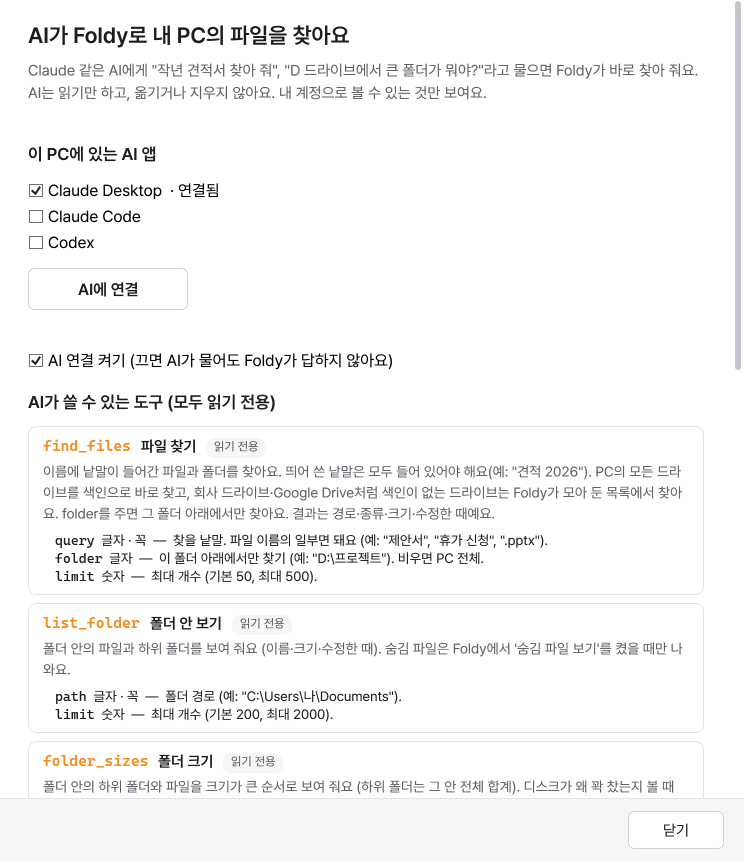 AI가 Foldy로 내 PC의 파일을 찾아요
Claude 같은 AI에게 "작년 견적서 찾아 줘", "D 드라이브에서 큰 폴더가 뭐야?"라고 물으면 Foldy가 바로 찾아 줘요.
AI는 읽기만 하고, 옮기거나 지우지 않아요. 내 계정으로 볼 수 있는 것만 보여요.
이 PC에 있는 AI 앱
Claude Desktop · 연결됨
Claude Code
Codex
AI에 연결
AI 연결 켜기 (끄면 AI가 물어도 Foldy가 답하지 않아요)
AI가 쓸 수 있는 도구 (모두 읽기 전용)
find_files 파일 찾기 읽기 전용
이름에 낱말이 들어간 파일과 폴더를 찾아요. 띄어 쓴 낱말은 모두 들어 있어야 해요(예: "견적 2026"). PC의 모든 드라
이브를 색인으로 바로 찾고, 회사 드라이브·Google Drive처럼 색인이 없는 드라이브는 Foldy가 모아 둔 목록에서 찾아
요. folder를 주면 그 폴더 아래에서만 찾아요. 결과는 경로·종류·크기·수정한 때예요.
query 글자 · 꼭 — 찾을 낱말. 파일 이름의 일부면 돼요 (예: "제안서", "휴가 신청", ".pptx").
folder 글자 — 이 폴더 아래에서만 찾기 (예: "D:\프로젝트"). 비우면 PC 전체.
limit 숫자 — 최대 개수 (기본 50, 최대 500).
list_folder 폴더 안 보기 읽기 전용
폴더 안의 파일과 하위 폴더를 보여 줘요 (이름·크기·수정한 때). 숨김 파일은 Foldy에서 '숨김 파일 보기'를 켰을 때만 나
와요.
path 글자 · 꼭 — 폴더 경로 (예: "C:\Users\나\Documents").
limit 숫자 — 최대 개수 (기본 200, 최대 2000).
folder_sizes 폴더 크기 읽기 전용
폴더 안의 하위 폴더와 파일을 크기가 큰 순서로 보여 줘요 (하위 폴더는 그 안 전체 합계). 디스크가 왜 꽉 찼는지 볼 때
닫기